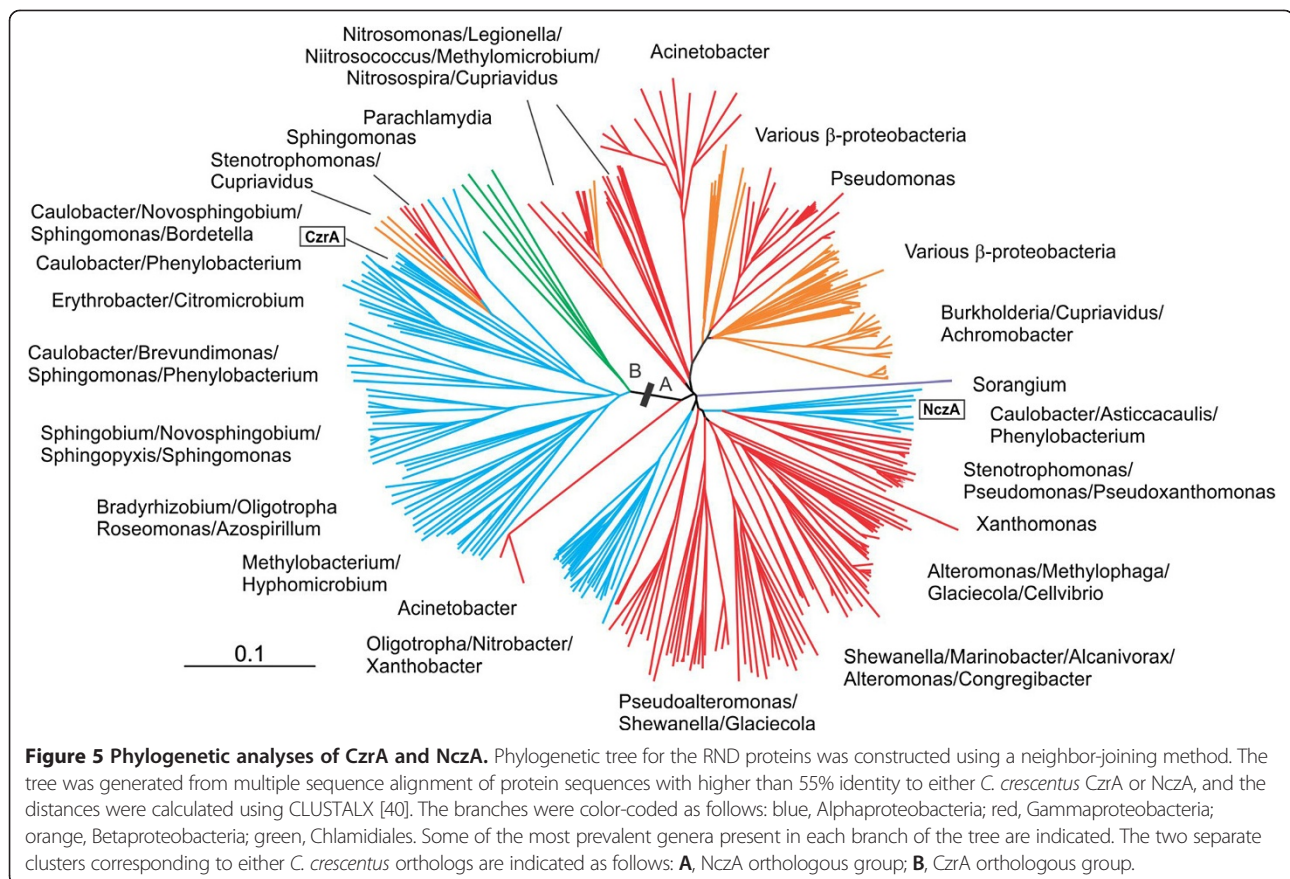 Nitrosomonas/Legionella/
Niitrosococcus/Methylomicrobium/
Nitrosospira/Cupriavidus
Acinetobacter
Parachlamydia
Sphingomonas
Stenotrophomonas/
Cupriavidus
Various β-proteobacteria
Pseudomonas
Caulobacter/Novosphingobium/
Sphingomonas/Bordetella
CzrA
Caulobacter/Phenylobacterium
Various β-proteobacteria
Erythrobacter/Citromicrobium
Burkholderia/Cupriavidus/
Achromobacter
Caulobacter/Brevundimonas/
Sphingomonas/Phenylobacterium
B
A
Sorangium
NczA
Caulobacter/Asticcacaulis/
Phenylobacterium
Sphingobium/Novosphingobium/
Sphingopyxis/Sphingomonas
Stenotrophomonas/
Pseudomonas/Pseudoxanthomonas
Bradyrhizobium/Oligotropha
Roseomonas/Azospirillum
Xanthomonas
Methylobacterium/
Hyphomicrobium
Alteromonas/Methylophaga/
Glaciecola/Cellvibrio
Acinetobacter
Oligotropha/Nitrobacter/
Xanthobacter
0.1
Shewanella/Marinobacter/Alcanivorax/
Alteromonas/Congregibacter
Pseudoalteromonas/
Shewanella/Glaciecola
Figure 5 Phylogenetic analyses of CzrA and NczA. Phylogenetic tree for the RND proteins was constructed using a neighbor-joining method. The
tree was generated from multiple sequence alignment of protein sequences with higher than 55% identity to either C. crescentus CzrA or NczA, and the
distances were calculated using CLUSTALX [40]. The branches were color-coded as follows: blue, Alphaproteobacteria; red, Gammaproteobacteria;
orange, Betaproteobacteria; green, Chlamidiales. Some of the most prevalent genera present in each branch of the tree are indicated. The two separate
clusters corresponding to either C. crescentus orthologs are indicated as follows: A, NczA orthologous group; B, CzrA orthologous group.